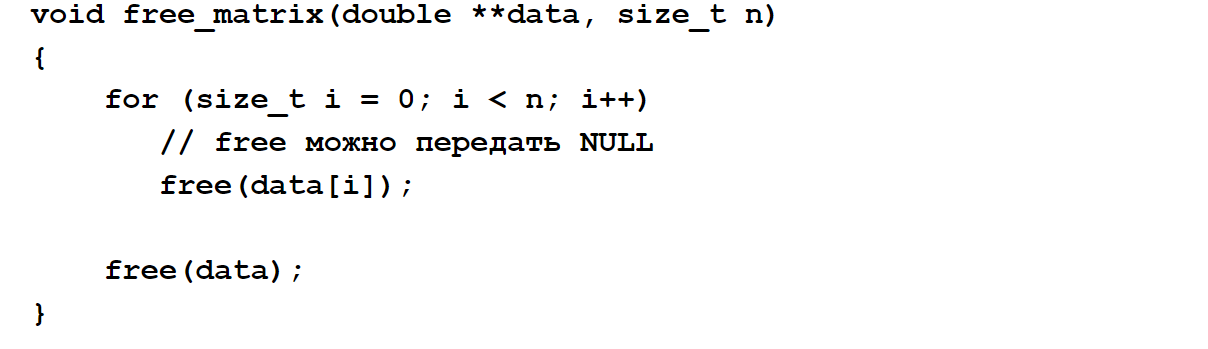 void free_matrix(double **data, size_t n)
{
    for (size_t i = 0; i < n; i++)
       // free можно передать NULL
       free(data[i]);

    free(data);
}